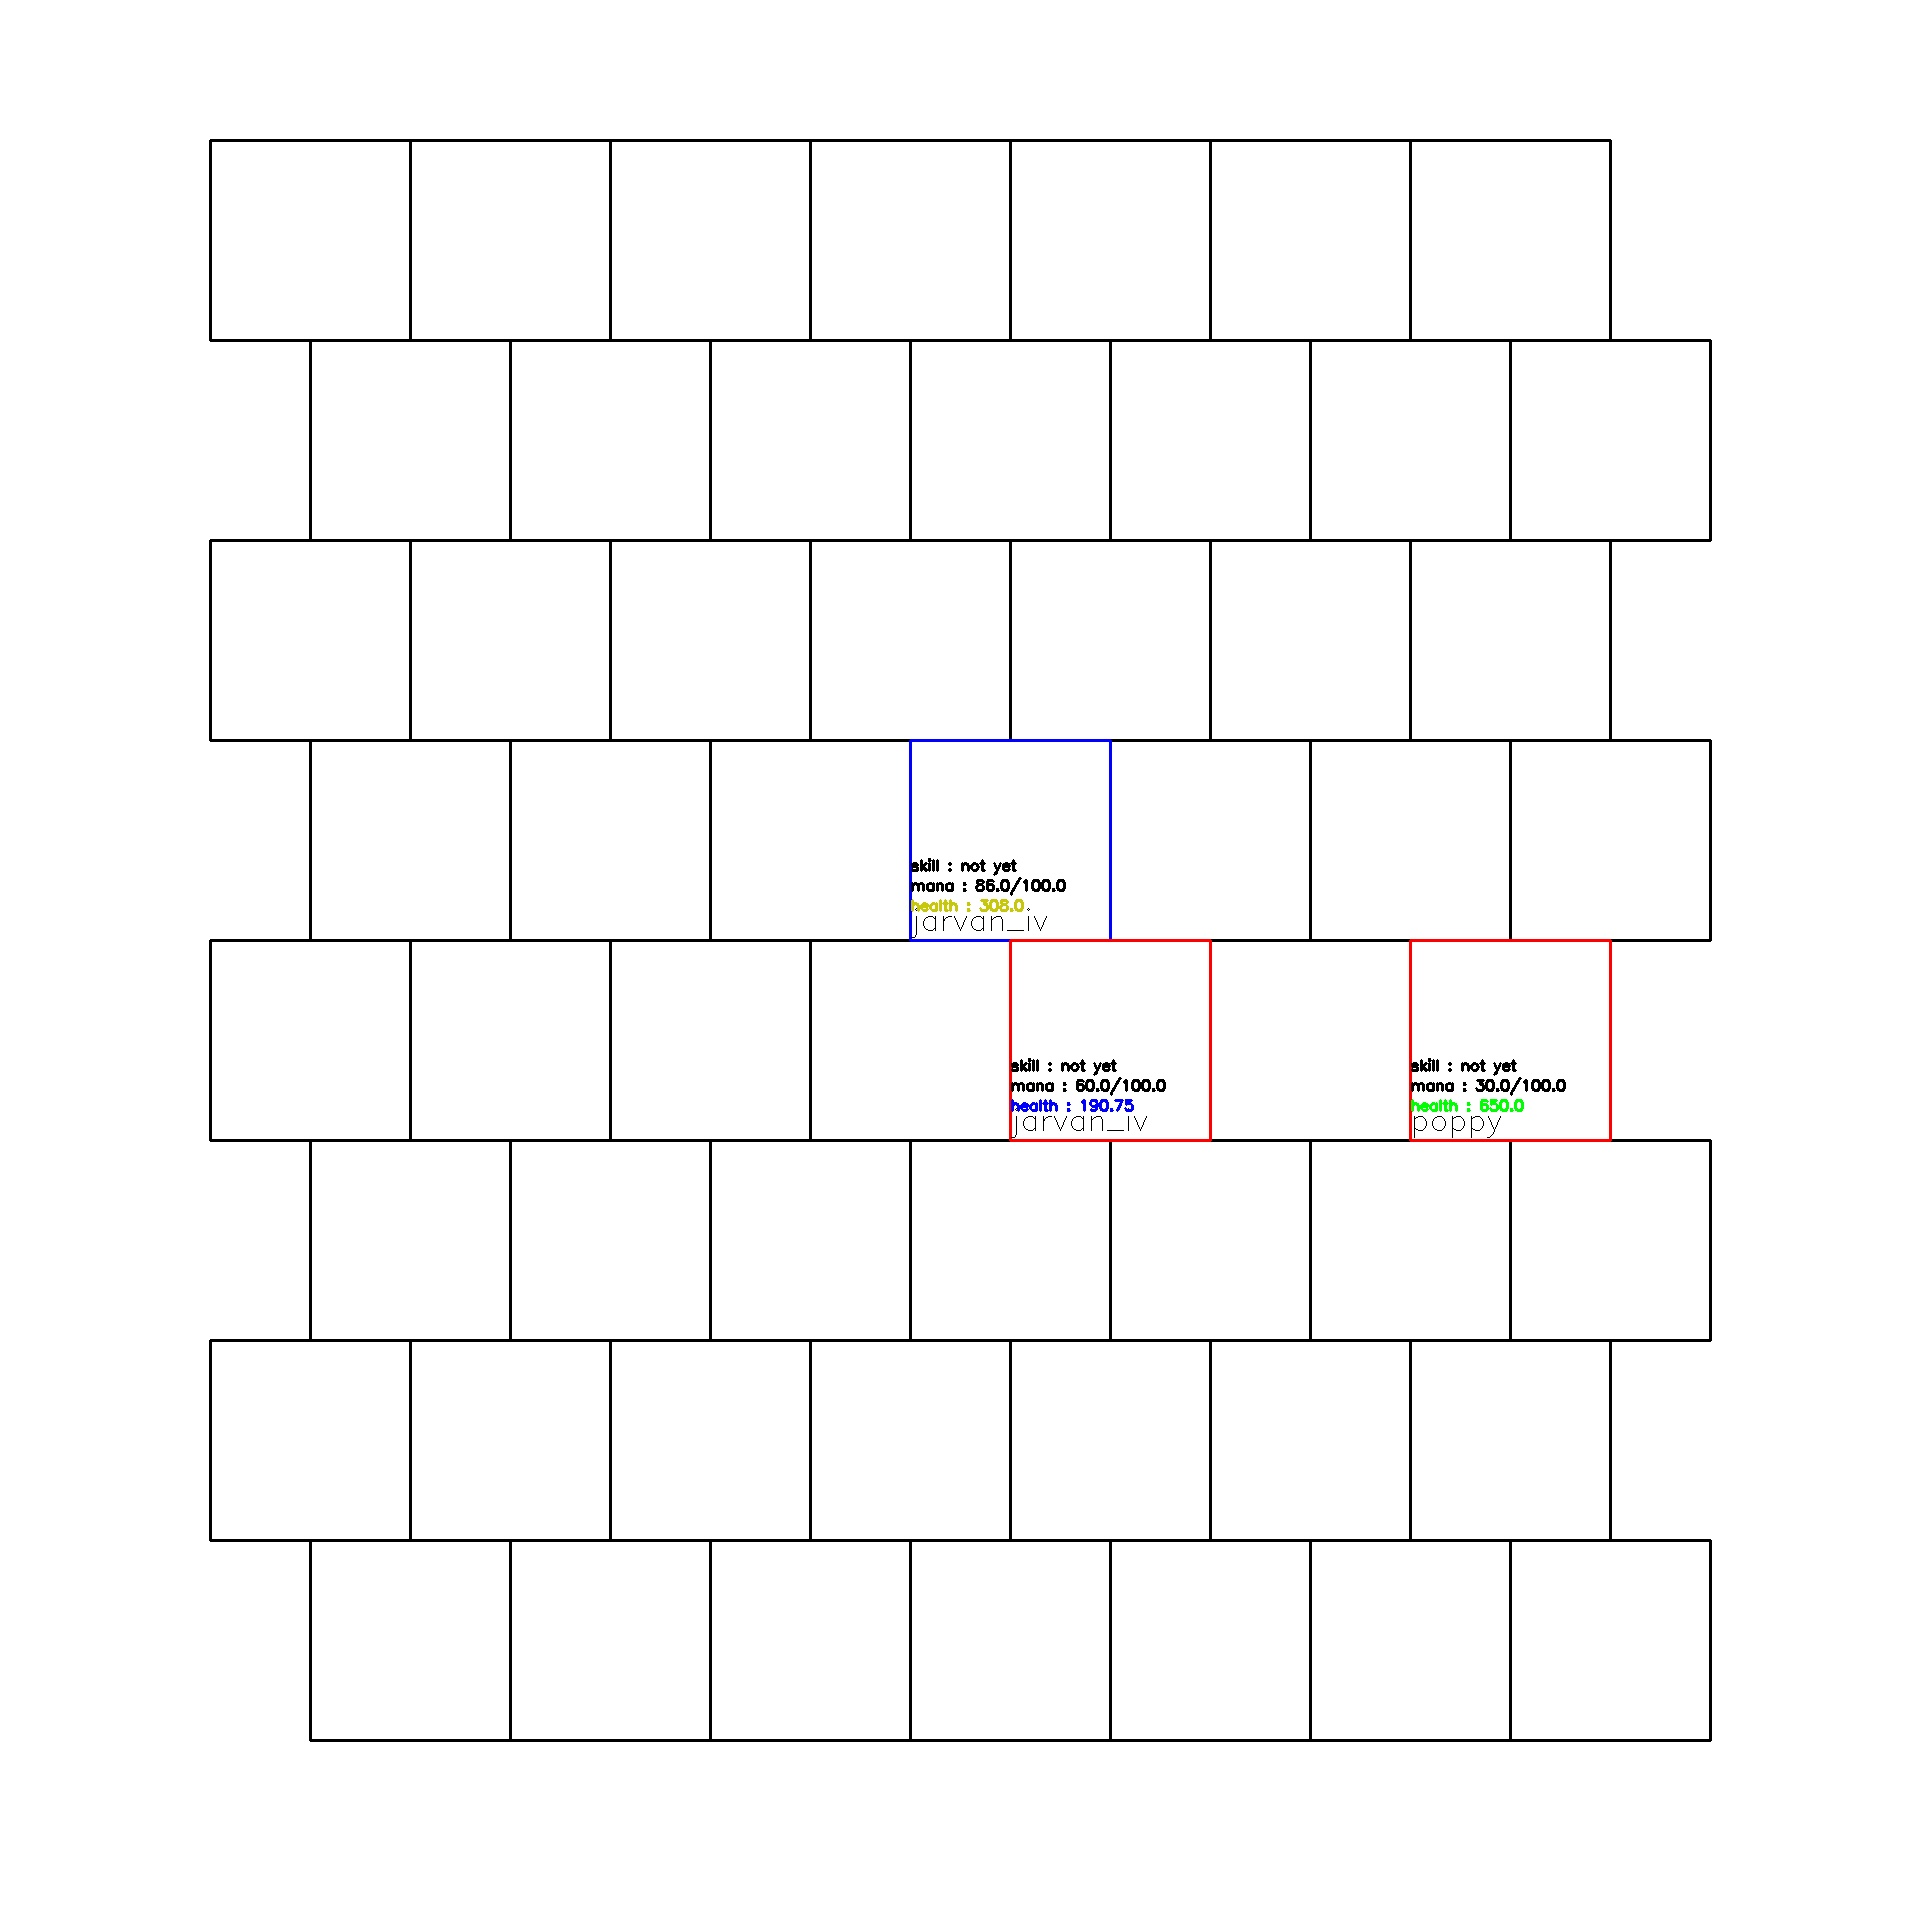 skill : not yet
mana : 86.0/100.0
health : 308.0
jarvan_iv
skill : not yet
mana : 60.0/100.0
health : 190.75
jarvan_iv
skill : not yet
mana : 30.0/100.0
health : 650.0
poppy